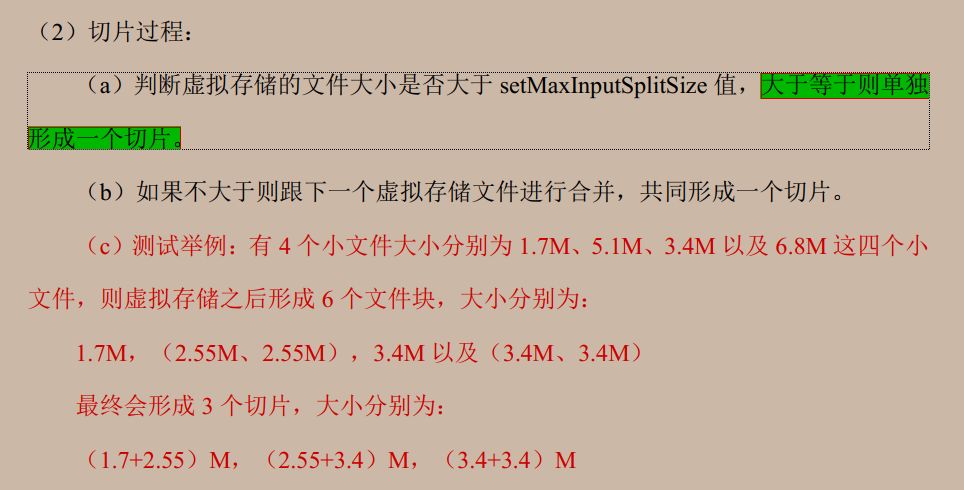 （2）切片过程：
（a）判断虚拟存储的文件大小是否大于 setMaxInputSplitSize 值，大于等于则单独
形成一个切片。
（b）如果不大于则跟下一个虚拟存储文件进行合并，共同形成一个切片。
（c）测试举例：有 4 个小文件大小分别为 1.7M、5.1M、3.4M 以及 6.8M 这四个小
文件，则虚拟存储之后形成 6 个文件块，大小分别为：
1.7M，（2.55M、2.55M），3.4M 以及（3.4M、3.4M）
最终会形成 3 个切片，大小分别为：
（1.7+2.55）M，（2.55+3.4）M，（3.4+3.4）M